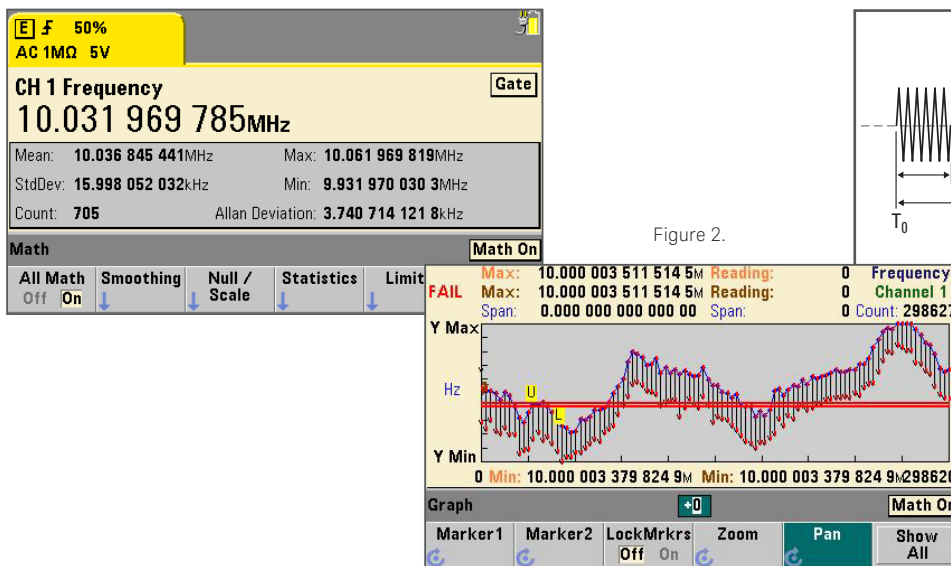 E 50%
AC 1MΩ 5V
CH 1 Frequency
Gate
10.031 969 785MHz
Mean: 10.036 845 441MHz Max: 10.061 969 819MHz
StdDev: 15.998 052 032kHz Min: 9.931 970 030 3MHz
Count: 705 Allan Deviation: 3.740 714 121 8kHz
Math Math On
All Math Off On Smoothing Null / Scale Statistics Limit
T0
Figure 2.
Max: 10.000 003 511 514 5M Reading: 0 Frequency
FAIL Max: 10.000 003 511 514 5M Reading: 0 Channel 1
Span: 0.000 000 000 000 00 Span: 0 Count: 298627
Y Max
Hz
U
L
Y Min
0 Min: 10.000 003 379 824 9M Min: 10.000 003 379 824 9M 298626
Graph +0 Math On
Marker1 Marker2 LockMrkrs Off On Zoom Pan Show All